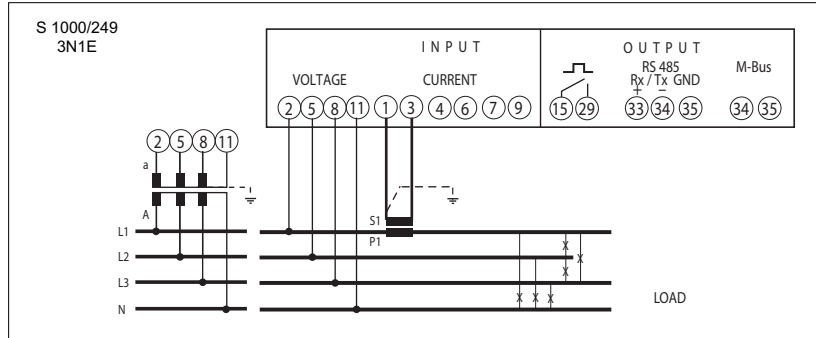 S 1000/249
3N1E
INPUT
OUTPUT
VOLTAGE
CURRENT
RS 485
Rx / Tx GND
+ −
M-Bus
2 5 8 11 1 3 4 6 7 9
15 29 33 34 35 34 35
2 5 8 11
a
A
S1
P1
L1
L2
L3
N
X
X X
X
X X X
LOAD